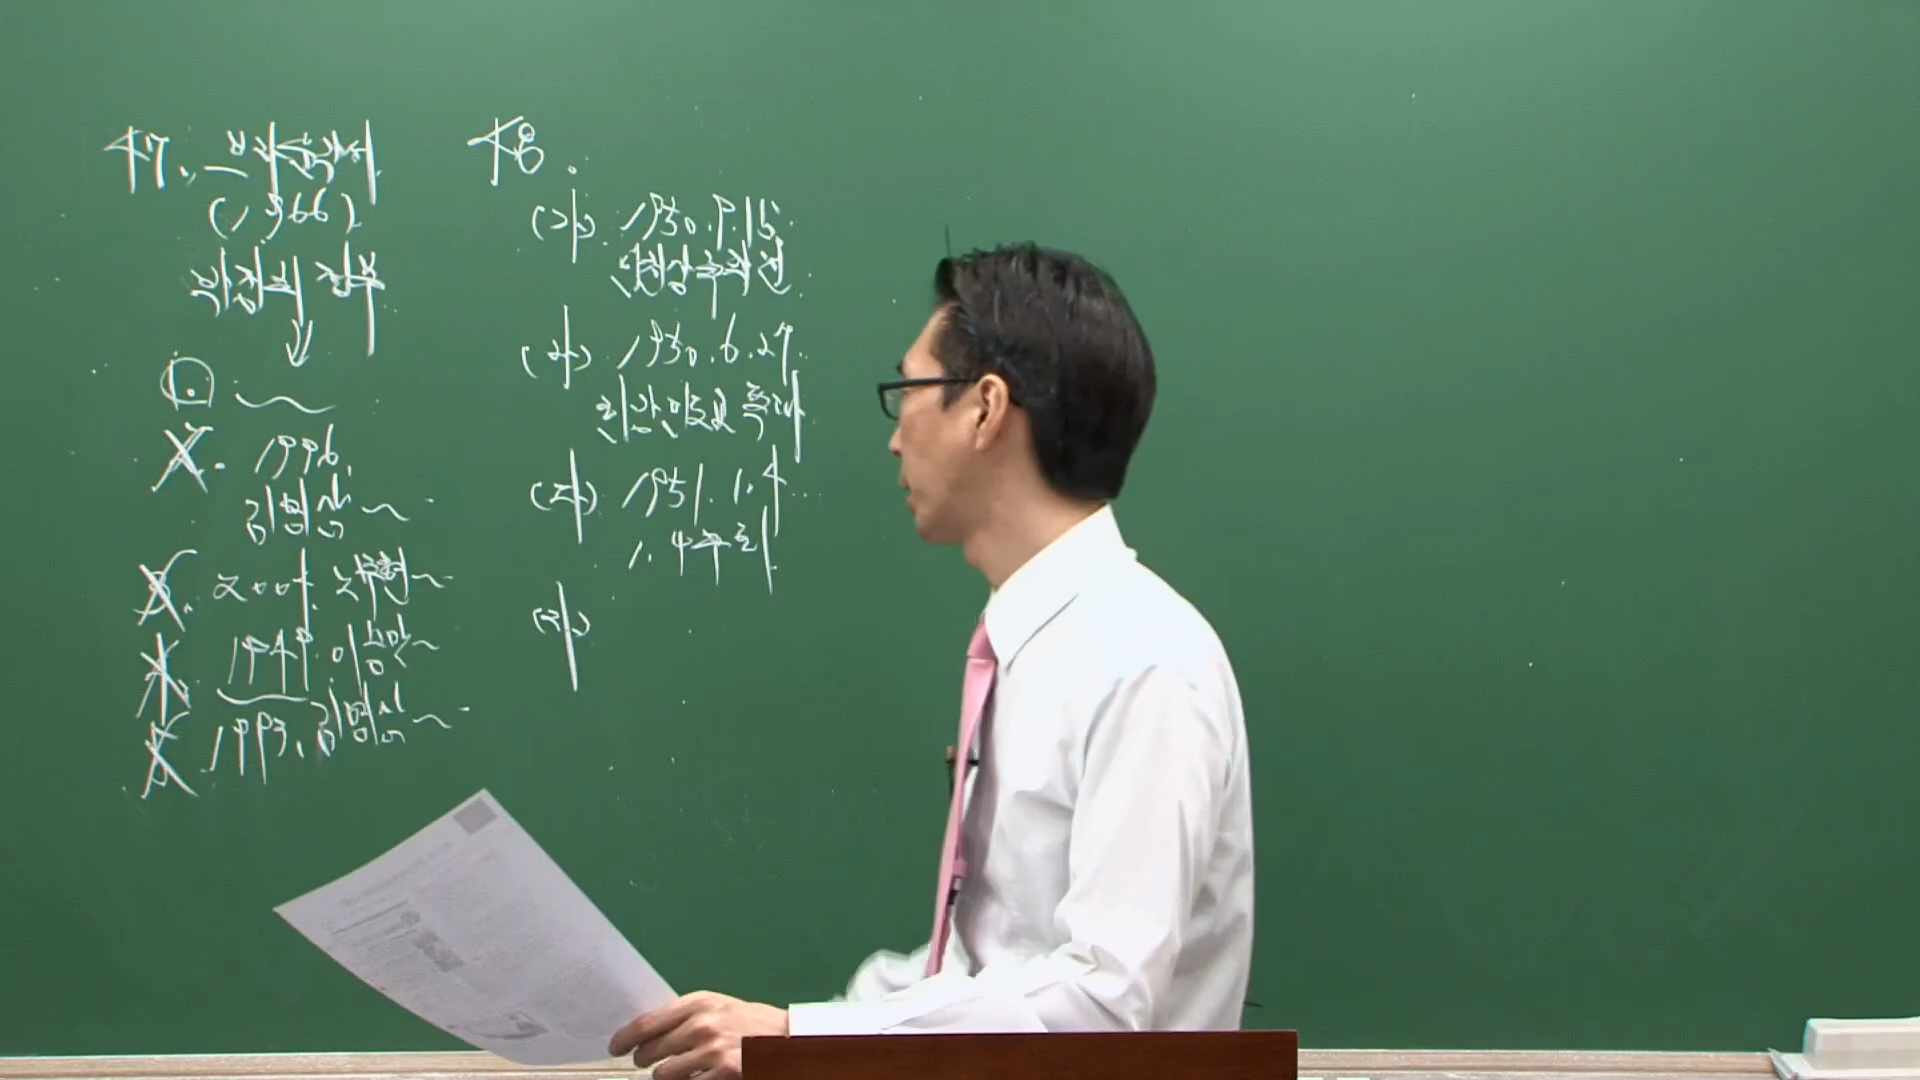 47. 브라운각서
(1966)
박정희 정부
↓
①. ~
X. 1996.
김영삼 ~
X. 2004. 노무현 ~
X. 1949. 이승만 ~
X. 1993. 김영삼 ~
48.
(가). 1950. 9. 15.
인천상륙작전.
(나). 1950. 6. 27.
한강인도교 폭파
(다). 1951. 1. 4
1. 4 후퇴
(라)